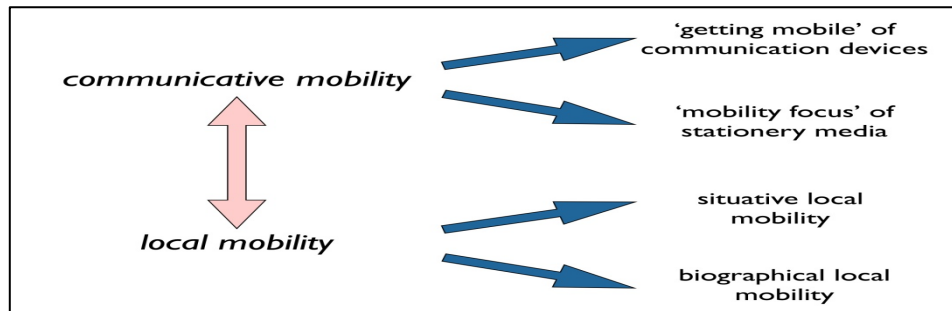 communicative mobility
‘getting mobile’ of
communication devices
‘mobility focus’ of
stationery media
local mobility
situative local
mobility
biographical local
mobility